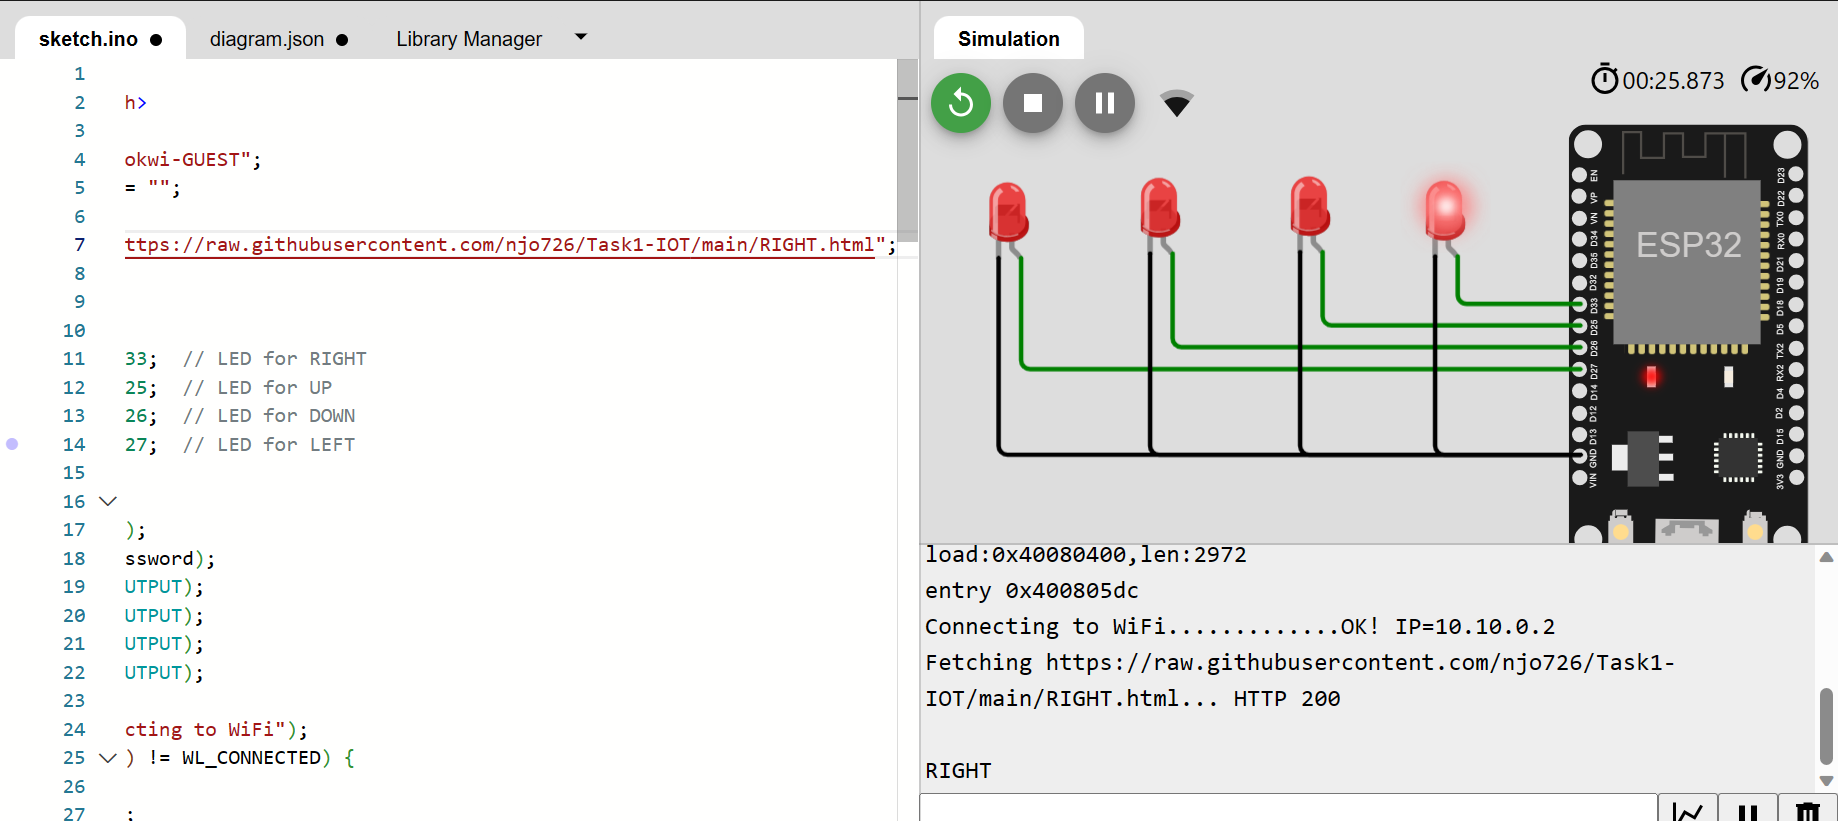 sketch.ino
diagram.json
Library Manager
1
2 h>
3
4 okwi-GUEST";
5 = "";
6
7 ttps://raw.githubusercontent.com/njo726/Task1-IOT/main/RIGHT.html";
8
9
10
11 33; // LED for RIGHT
12 25; // LED for UP
13 26; // LED for DOWN
14 27; // LED for LEFT
15
16
17 );
18 ssword);
19 UTPUT);
20 UTPUT);
21 UTPUT);
22 UTPUT);
23
24 cting to WiFi");
25 ) != WL_CONNECTED) {
26
27 ;
Simulation
00:25.873
92%
ESP32
EN
VP
VN
D34
D35
D32
D33
D25
D26
D27
D14
D12
D13
GND
VIN
D23
D22
TX0
RX0
D21
D19
D18
D5
TX2
RX2
D4
D2
D15
GND
3V3
load:0x40080400,len:2972
entry 0x400805dc
Connecting to WiFi.............OK! IP=10.10.0.2
Fetching https://raw.githubusercontent.com/njo726/Task1-
IOT/main/RIGHT.html... HTTP 200
RIGHT